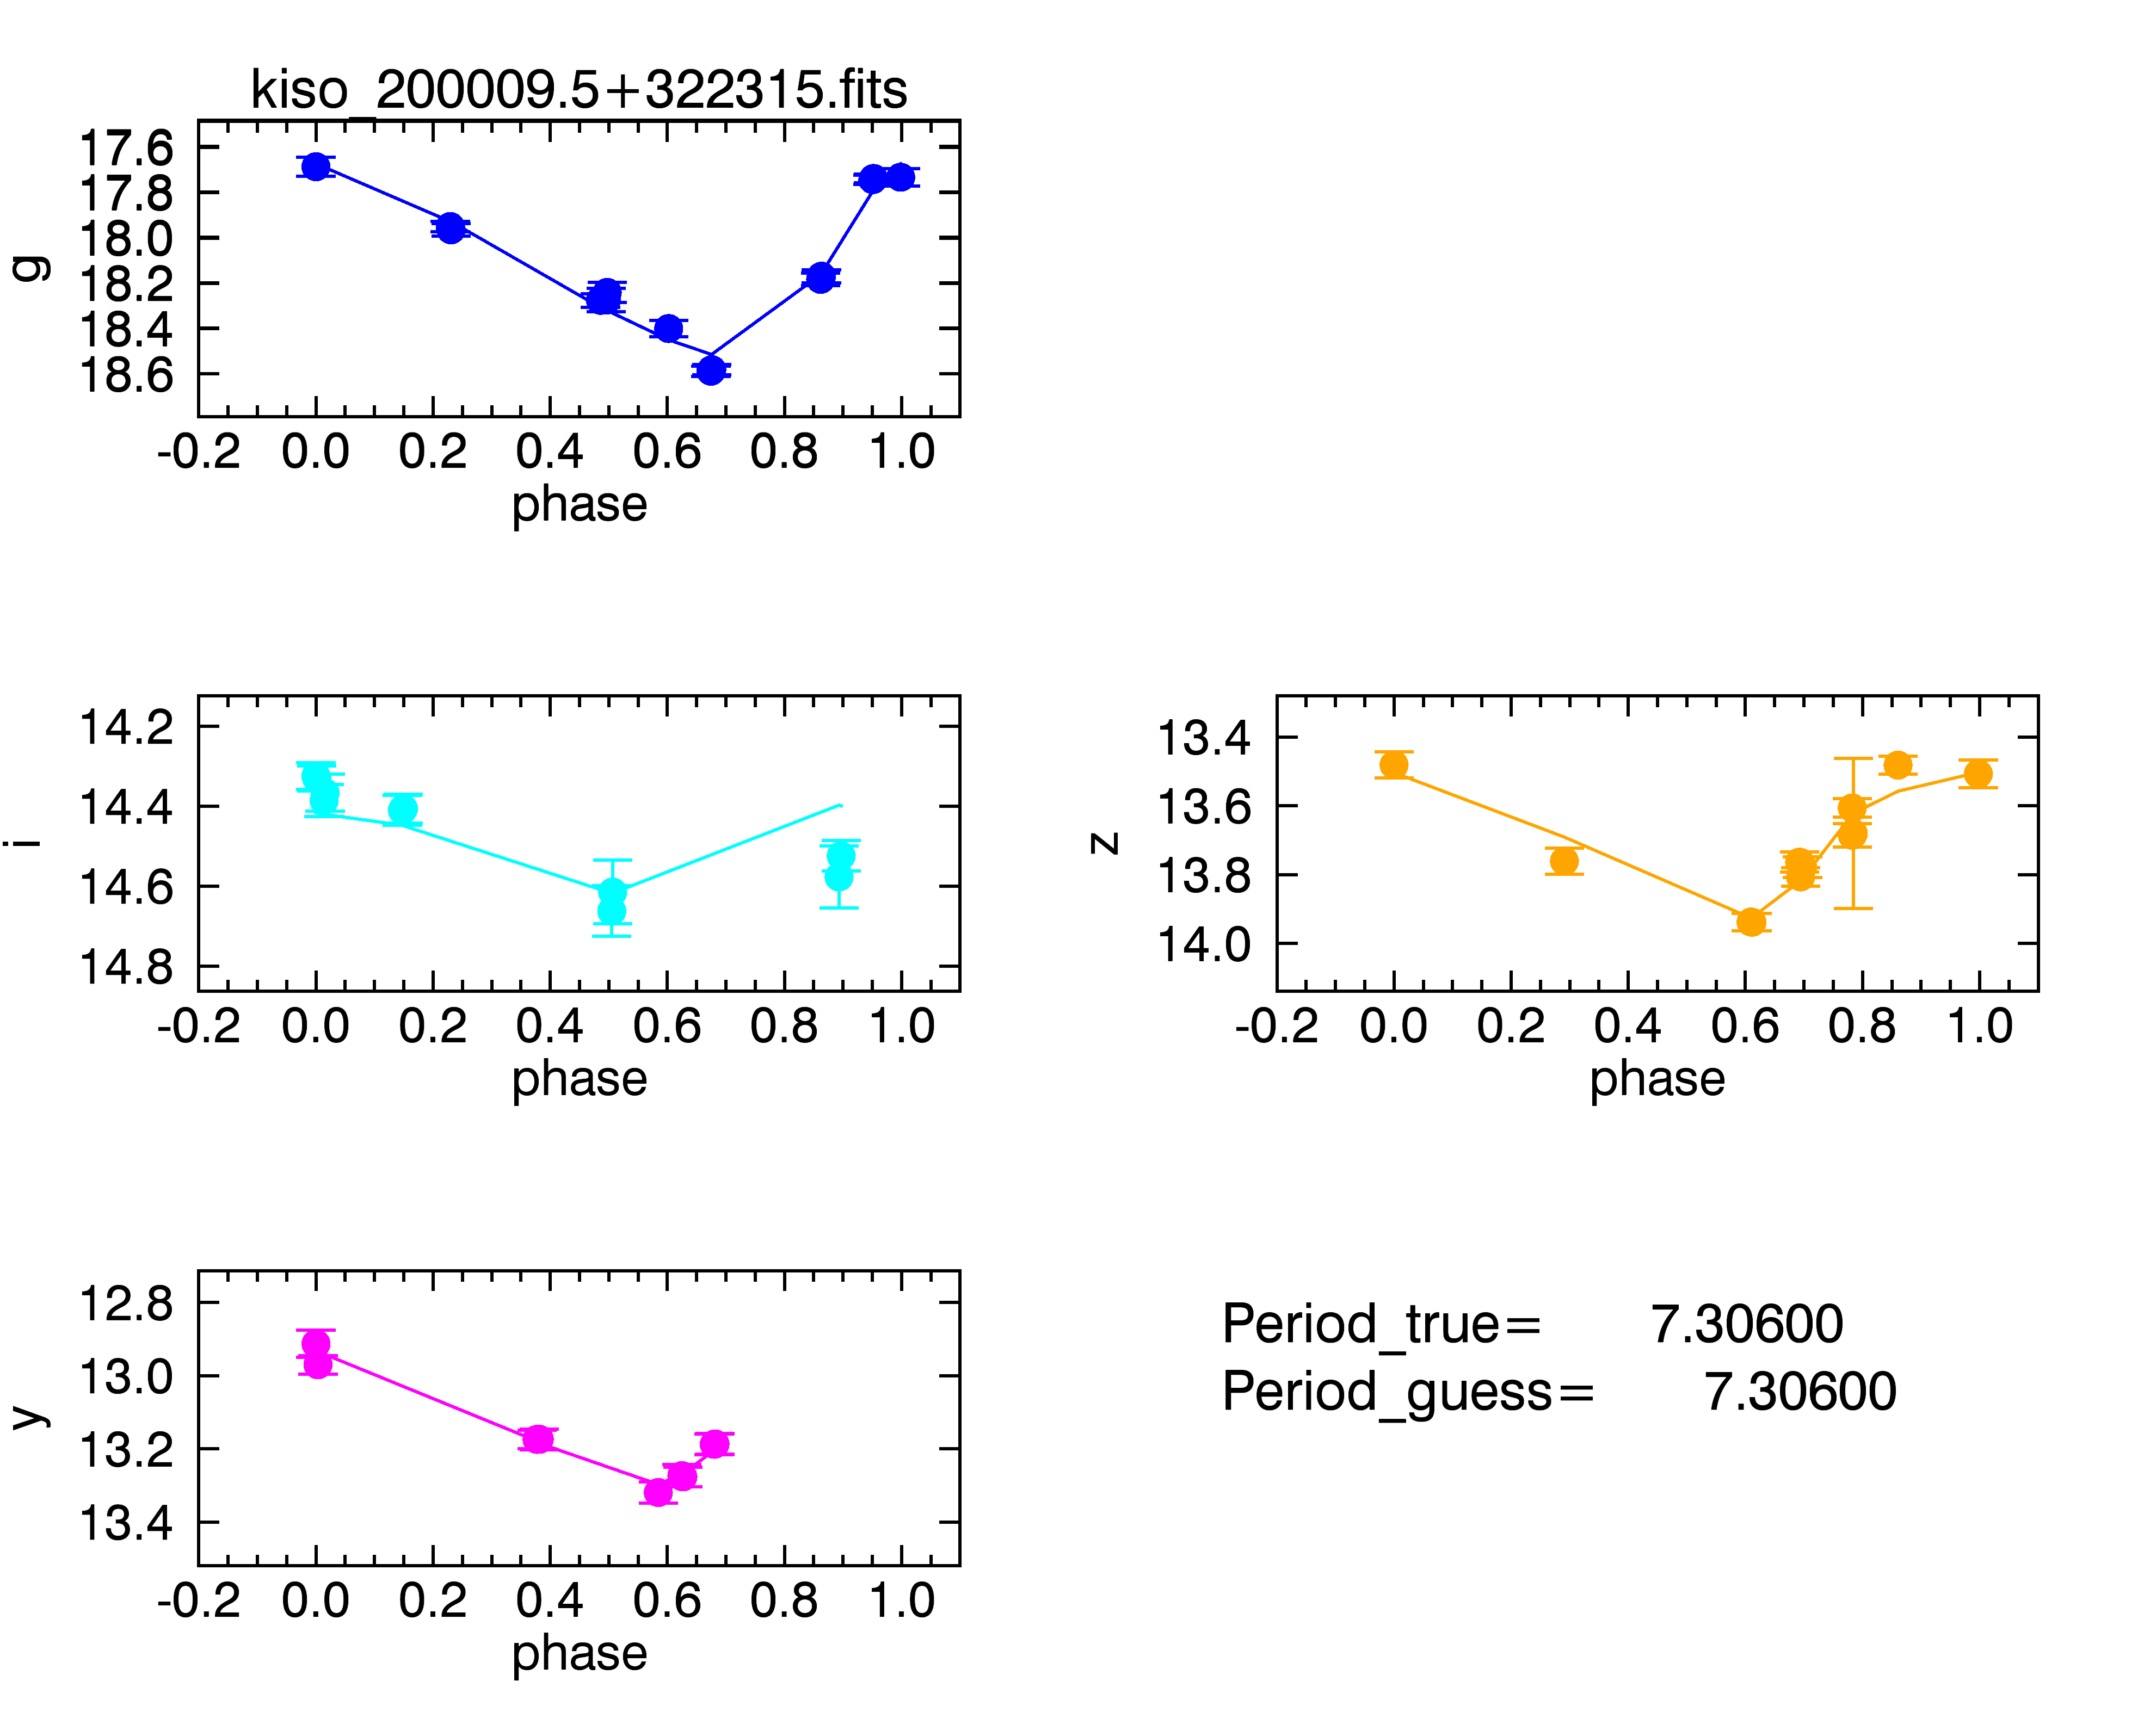 kiso_200009.5+322315.fits
17.6
17.8
18.0
18.2
18.4
18.6
g
-0.2 0.0 0.2 0.4 0.6 0.8 1.0
phase
14.2
14.4
14.6
14.8
i
-0.2 0.0 0.2 0.4 0.6 0.8 1.0
phase
13.4
13.6
13.8
14.0
z
-0.2 0.0 0.2 0.4 0.6 0.8 1.0
phase
12.8
13.0
13.2
13.4
y
-0.2 0.0 0.2 0.4 0.6 0.8 1.0
phase
Period_true= 7.30600
Period_guess= 7.30600